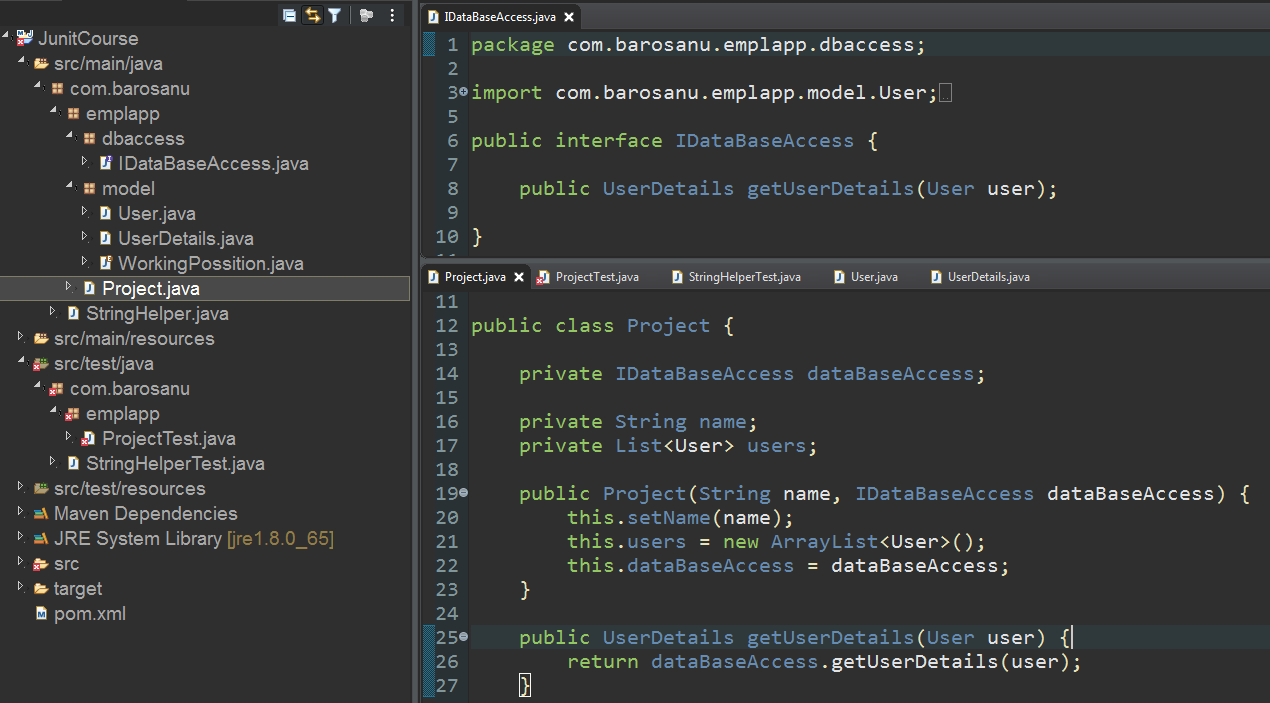 JunitCourse
src/main/java
com.barosanu
emplapp
dbaccess
IDataBaseAccess.java
model
User.java
UserDetails.java
WorkingPossition.java
Project.java
StringHelper.java
src/main/resources
src/test/java
com.barosanu
emplapp
ProjectTest.java
StringHelperTest.java
src/test/resources
Maven Dependencies
JRE System Library [jre1.8.0_65]
src
target
pom.xml
IDataBaseAccess.java
1 package com.barosanu.emplapp.dbaccess;
2
3 import com.barosanu.emplapp.model.User;
5
6 public interface IDataBaseAccess {
7
8 public UserDetails getUserDetails(User user);
9
10 }
Project.java ProjectTest.java StringHelperTest.java User.java UserDetails.java
11
12 public class Project {
13
14 private IDataBaseAccess dataBaseAccess;
15
16 private String name;
17 private List<User> users;
18
19 public Project(String name, IDataBaseAccess dataBaseAccess) {
20 this.setName(name);
21 this.users = new ArrayList<User>();
22 this.dataBaseAccess = dataBaseAccess;
23 }
24
25 public UserDetails getUserDetails(User user) {
26 return dataBaseAccess.getUserDetails(user);
27 }